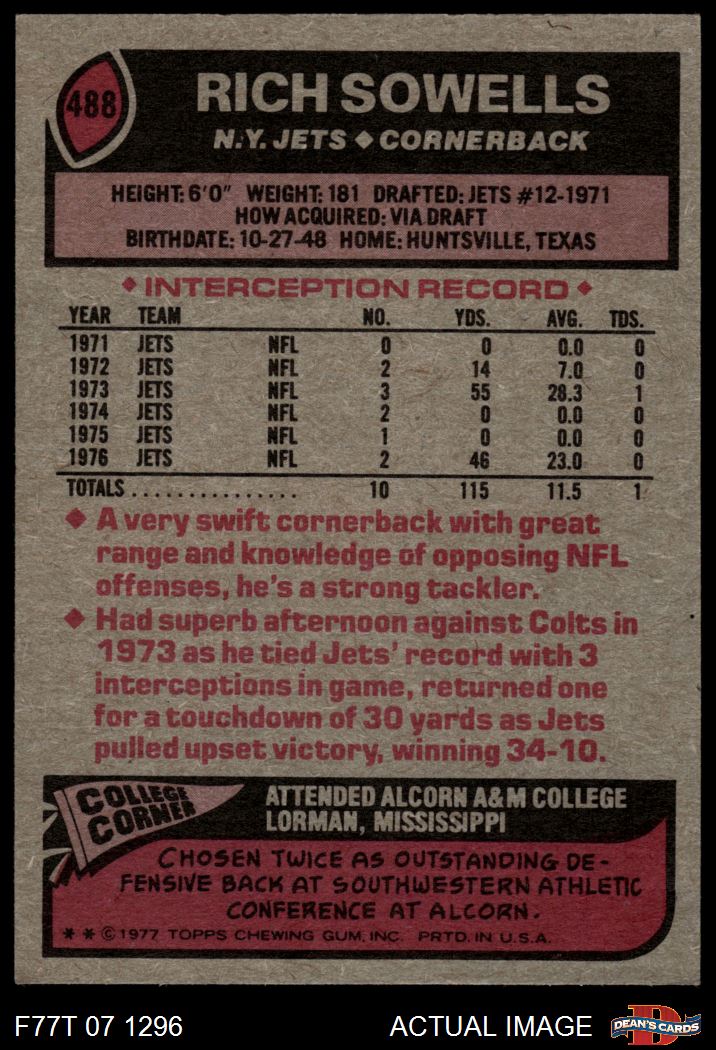 488
RICH SOWELLS
N.Y. JETS ♦ CORNERBACK
HEIGHT: 6'0" WEIGHT: 181 DRAFTED: JETS #12-1971
HOW ACQUIRED: VIA DRAFT
BIRTHDATE: 10-27-48 HOME: HUNTSVILLE, TEXAS
♦ INTERCEPTION RECORD ♦
YEAR TEAM NO. YDS. AVG. TDS.
1971 JETS NFL 0 0 0.0 0
1972 JETS NFL 2 14 7.0 0
1973 JETS NFL 3 55 28.3 1
1974 JETS NFL 2 0 0.0 0
1975 JETS NFL 1 0 0.0 0
1976 JETS NFL 2 46 23.0 0
TOTALS............... 10 115 11.5 1
♦ A very swift cornerback with great
range and knowledge of opposing NFL
offenses, he's a strong tackler.
♦ Had superb afternoon against Colts in
1973 as he tied Jets' record with 3
interceptions in game, returned one
for a touchdown of 30 yards as Jets
pulled upset victory, winning 34-10.
COLLEGE
CORNER
ATTENDED ALCORN A&M COLLEGE
LORMAN, MISSISSIPPI
CHOSEN TWICE AS OUTSTANDING DE-
FENSIVE BACK AT SOUTHWESTERN ATHLETIC
CONFERENCE AT ALCORN.
* * © 1977 TOPPS CHEWING GUM, INC. PRTD. IN U.S.A.
F77T 07 1296 ACTUAL IMAGE
D
DEAN'S CARDS